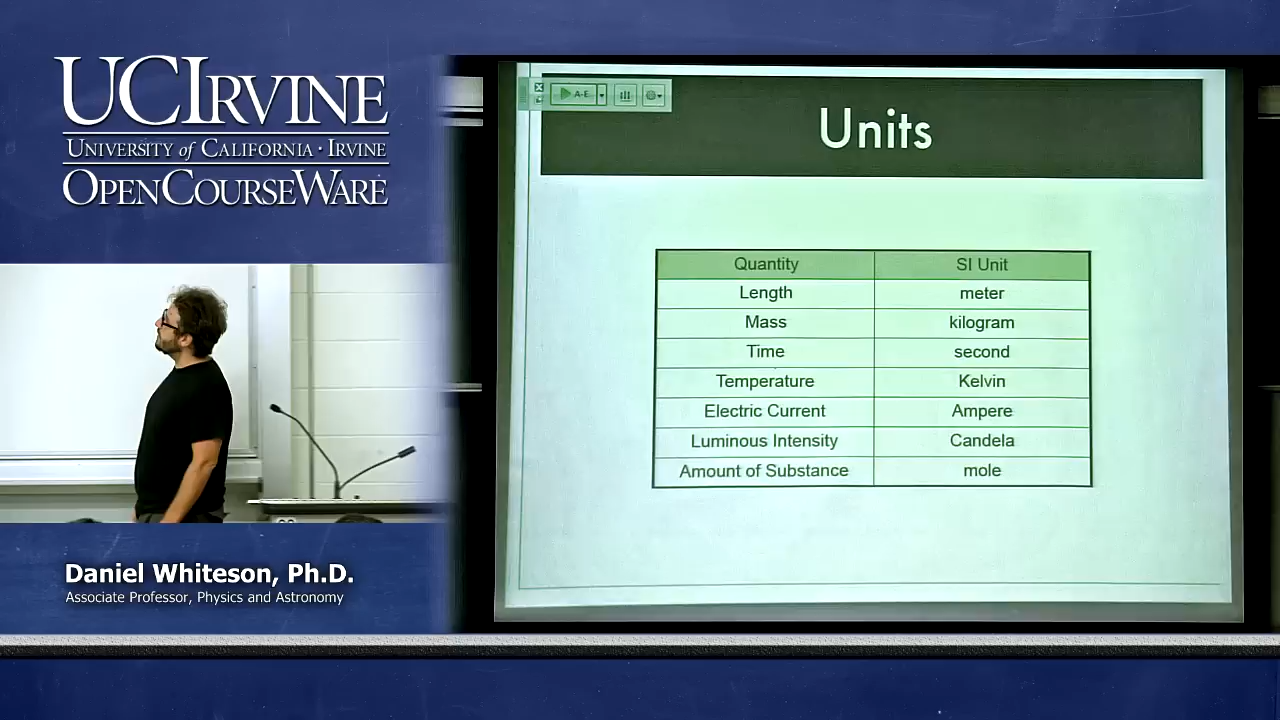 UCIRVINE
UNIVERSITY of CALIFORNIA · IRVINE
OPENCOURSEWARE
Daniel Whiteson, Ph.D.
Associate Professor, Physics and Astronomy
A-E
Units
Quantity SI Unit
Length meter
Mass kilogram
Time second
Temperature Kelvin
Electric Current Ampere
Luminous Intensity Candela
Amount of Substance mole